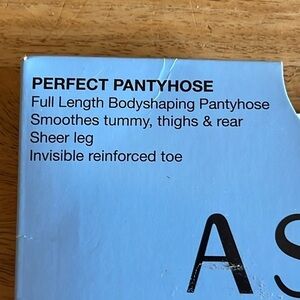 PERFECT PANTYHOSE
Full Length Bodyshaping Pantyhose
Smoothes tummy, thighs & rear
Sheer leg
Invisible reinforced toe
AS